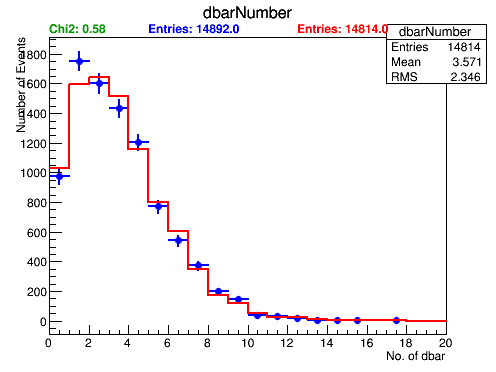 dbarNumber
Chi2: 0.58
Entries: 14892.0
Entries: 14814.0
dbarNumber
Entries 14814
Mean 3.571
RMS 2.346
Number of Events
1800
1600
1400
1200
1000
800
600
400
200
0
0 2 4 6 8 10 12 14 16 18 20
No. of dbar